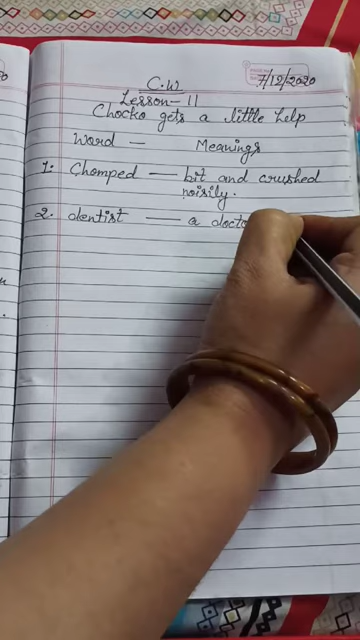 7/12/2020
C.W
Lesson-11
Chocko gets a little help
Word — Meanings
1. Chomped — bit and crushed
noisily.
2. dentist — a docto